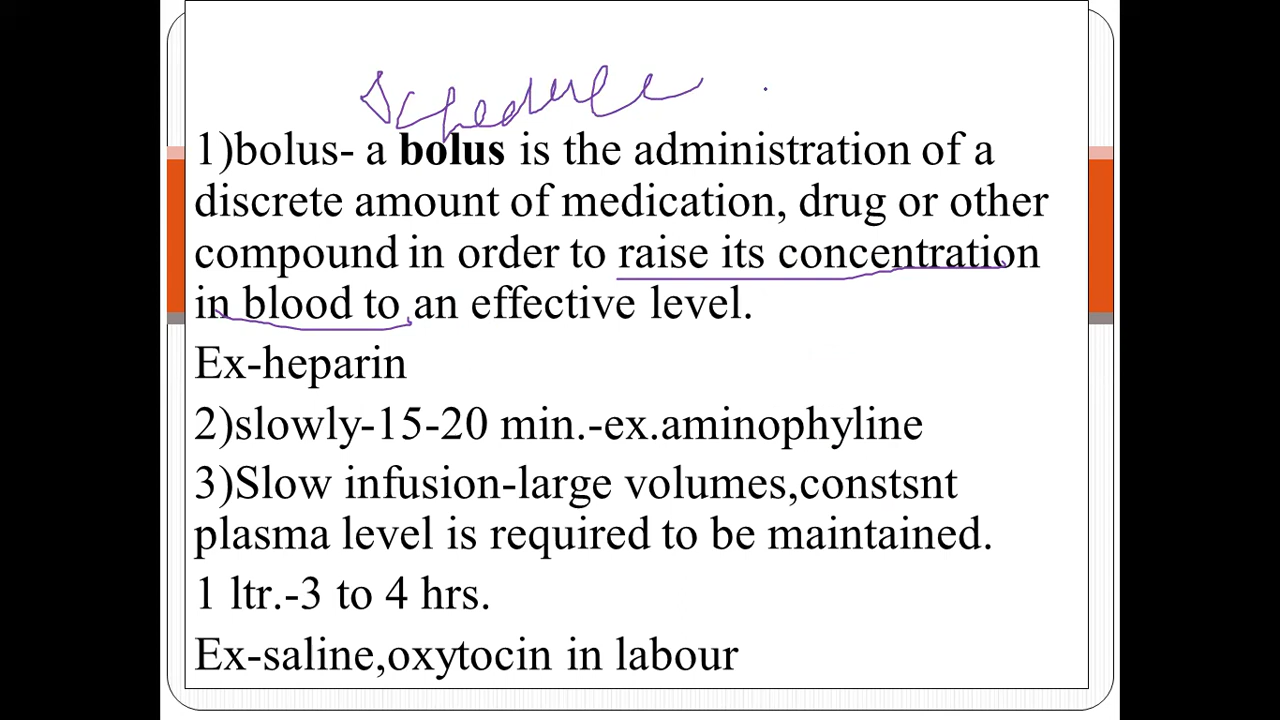 Schedule
1)bolus- a bolus is the administration of a
discrete amount of medication, drug or other
compound in order to raise its concentration
in blood to an effective level.
Ex-heparin
2)slowly-15-20 min.-ex.aminophyline
3)Slow infusion-large volumes,constsnt
plasma level is required to be maintained.
1 ltr.-3 to 4 hrs.
Ex-saline,oxytocin in labour